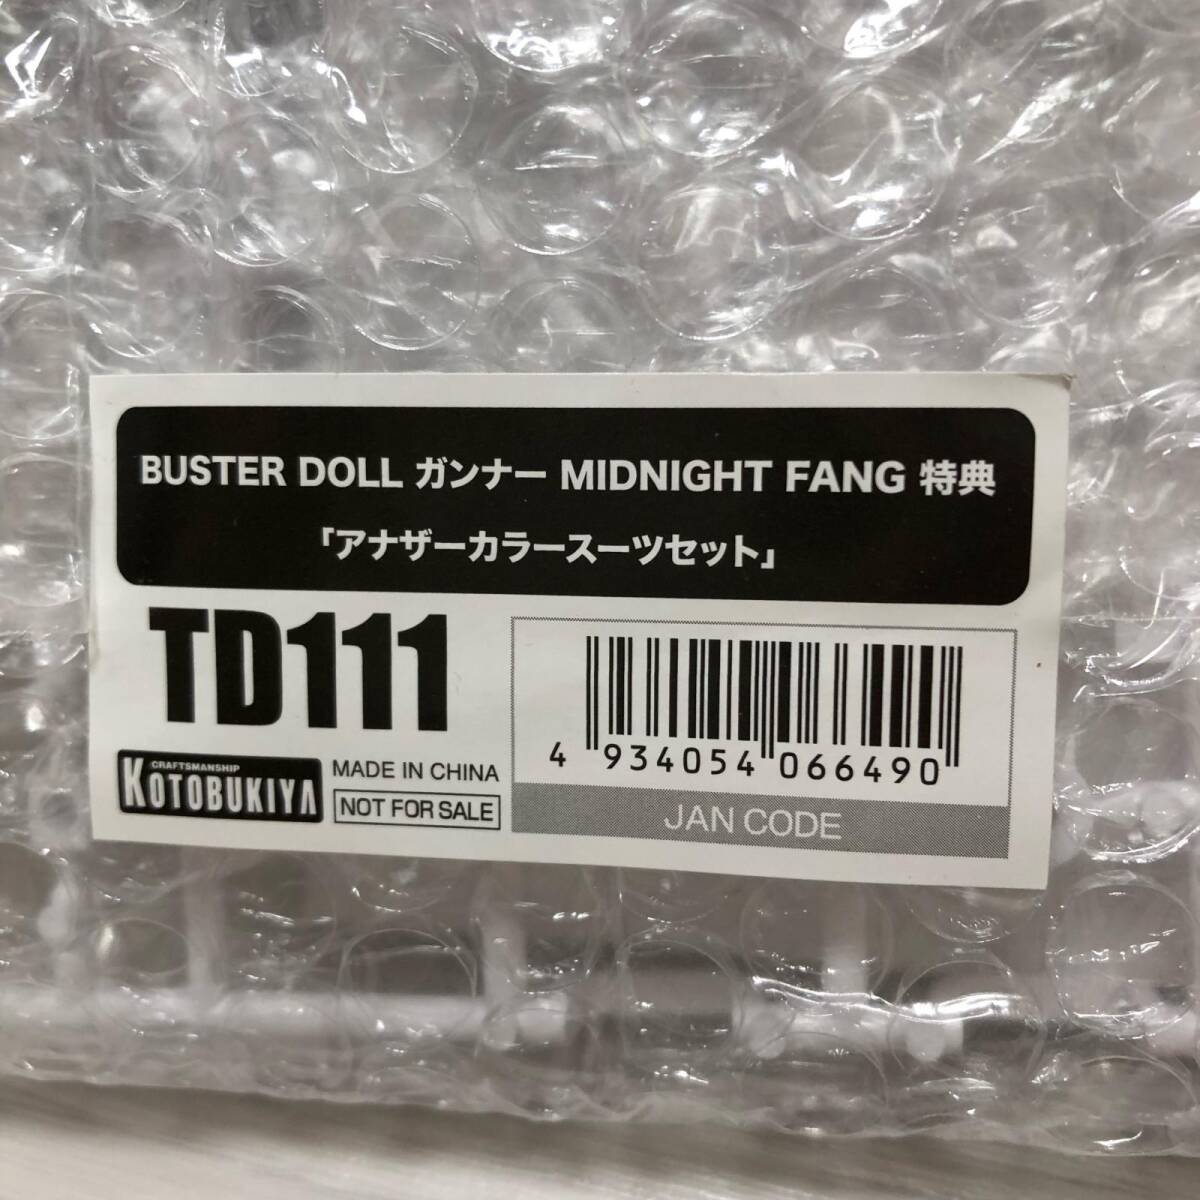 BUSTER DOLL ガンナー MIDNIGHT FANG 特典
「アナザーカラースーツセット」
TD111
CRAFTSMANSHIP
KOTOBUKIYA
MADE IN CHINA
NOT FOR SALE
4 934054 066490
JAN CODE